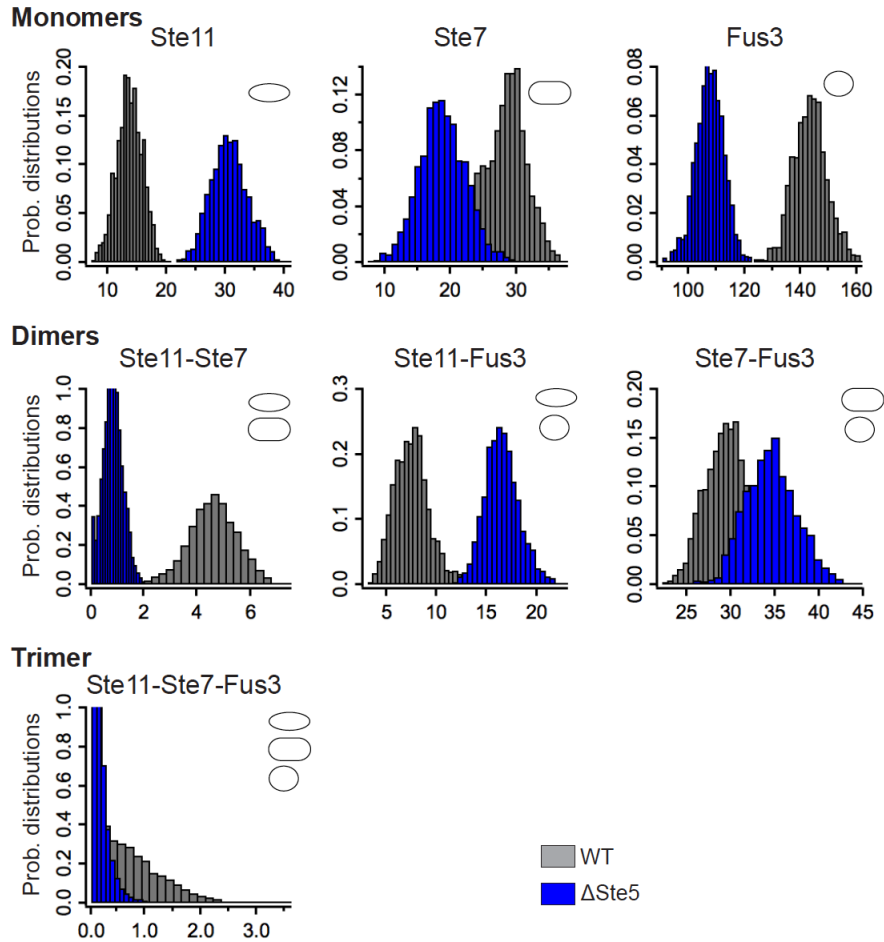 Monomers
Ste11 Ste7 Fus3
Prob. distributions
0.00 0.05 0.10 0.15 0.20
10 20 30 40
0.00 0.04 0.08 0.12
10 20 30
0.00 0.02 0.04 0.06 0.08
100 120 140 160
Dimers
Ste11-Ste7 Ste11-Fus3 Ste7-Fus3
Prob. distributions
0.0 0.2 0.4 0.6 0.8 1.0
0 2 4 6
0.0 0.1 0.2 0.3
5 10 15 20
0.00 0.05 0.10 0.15 0.20
25 30 35 40 45
Trimer
Ste11-Ste7-Fus3
Prob. distributions
0.0 0.2 0.4 0.6 0.8 1.0
0.0 1.0 2.0 3.0
WT
ΔSte5